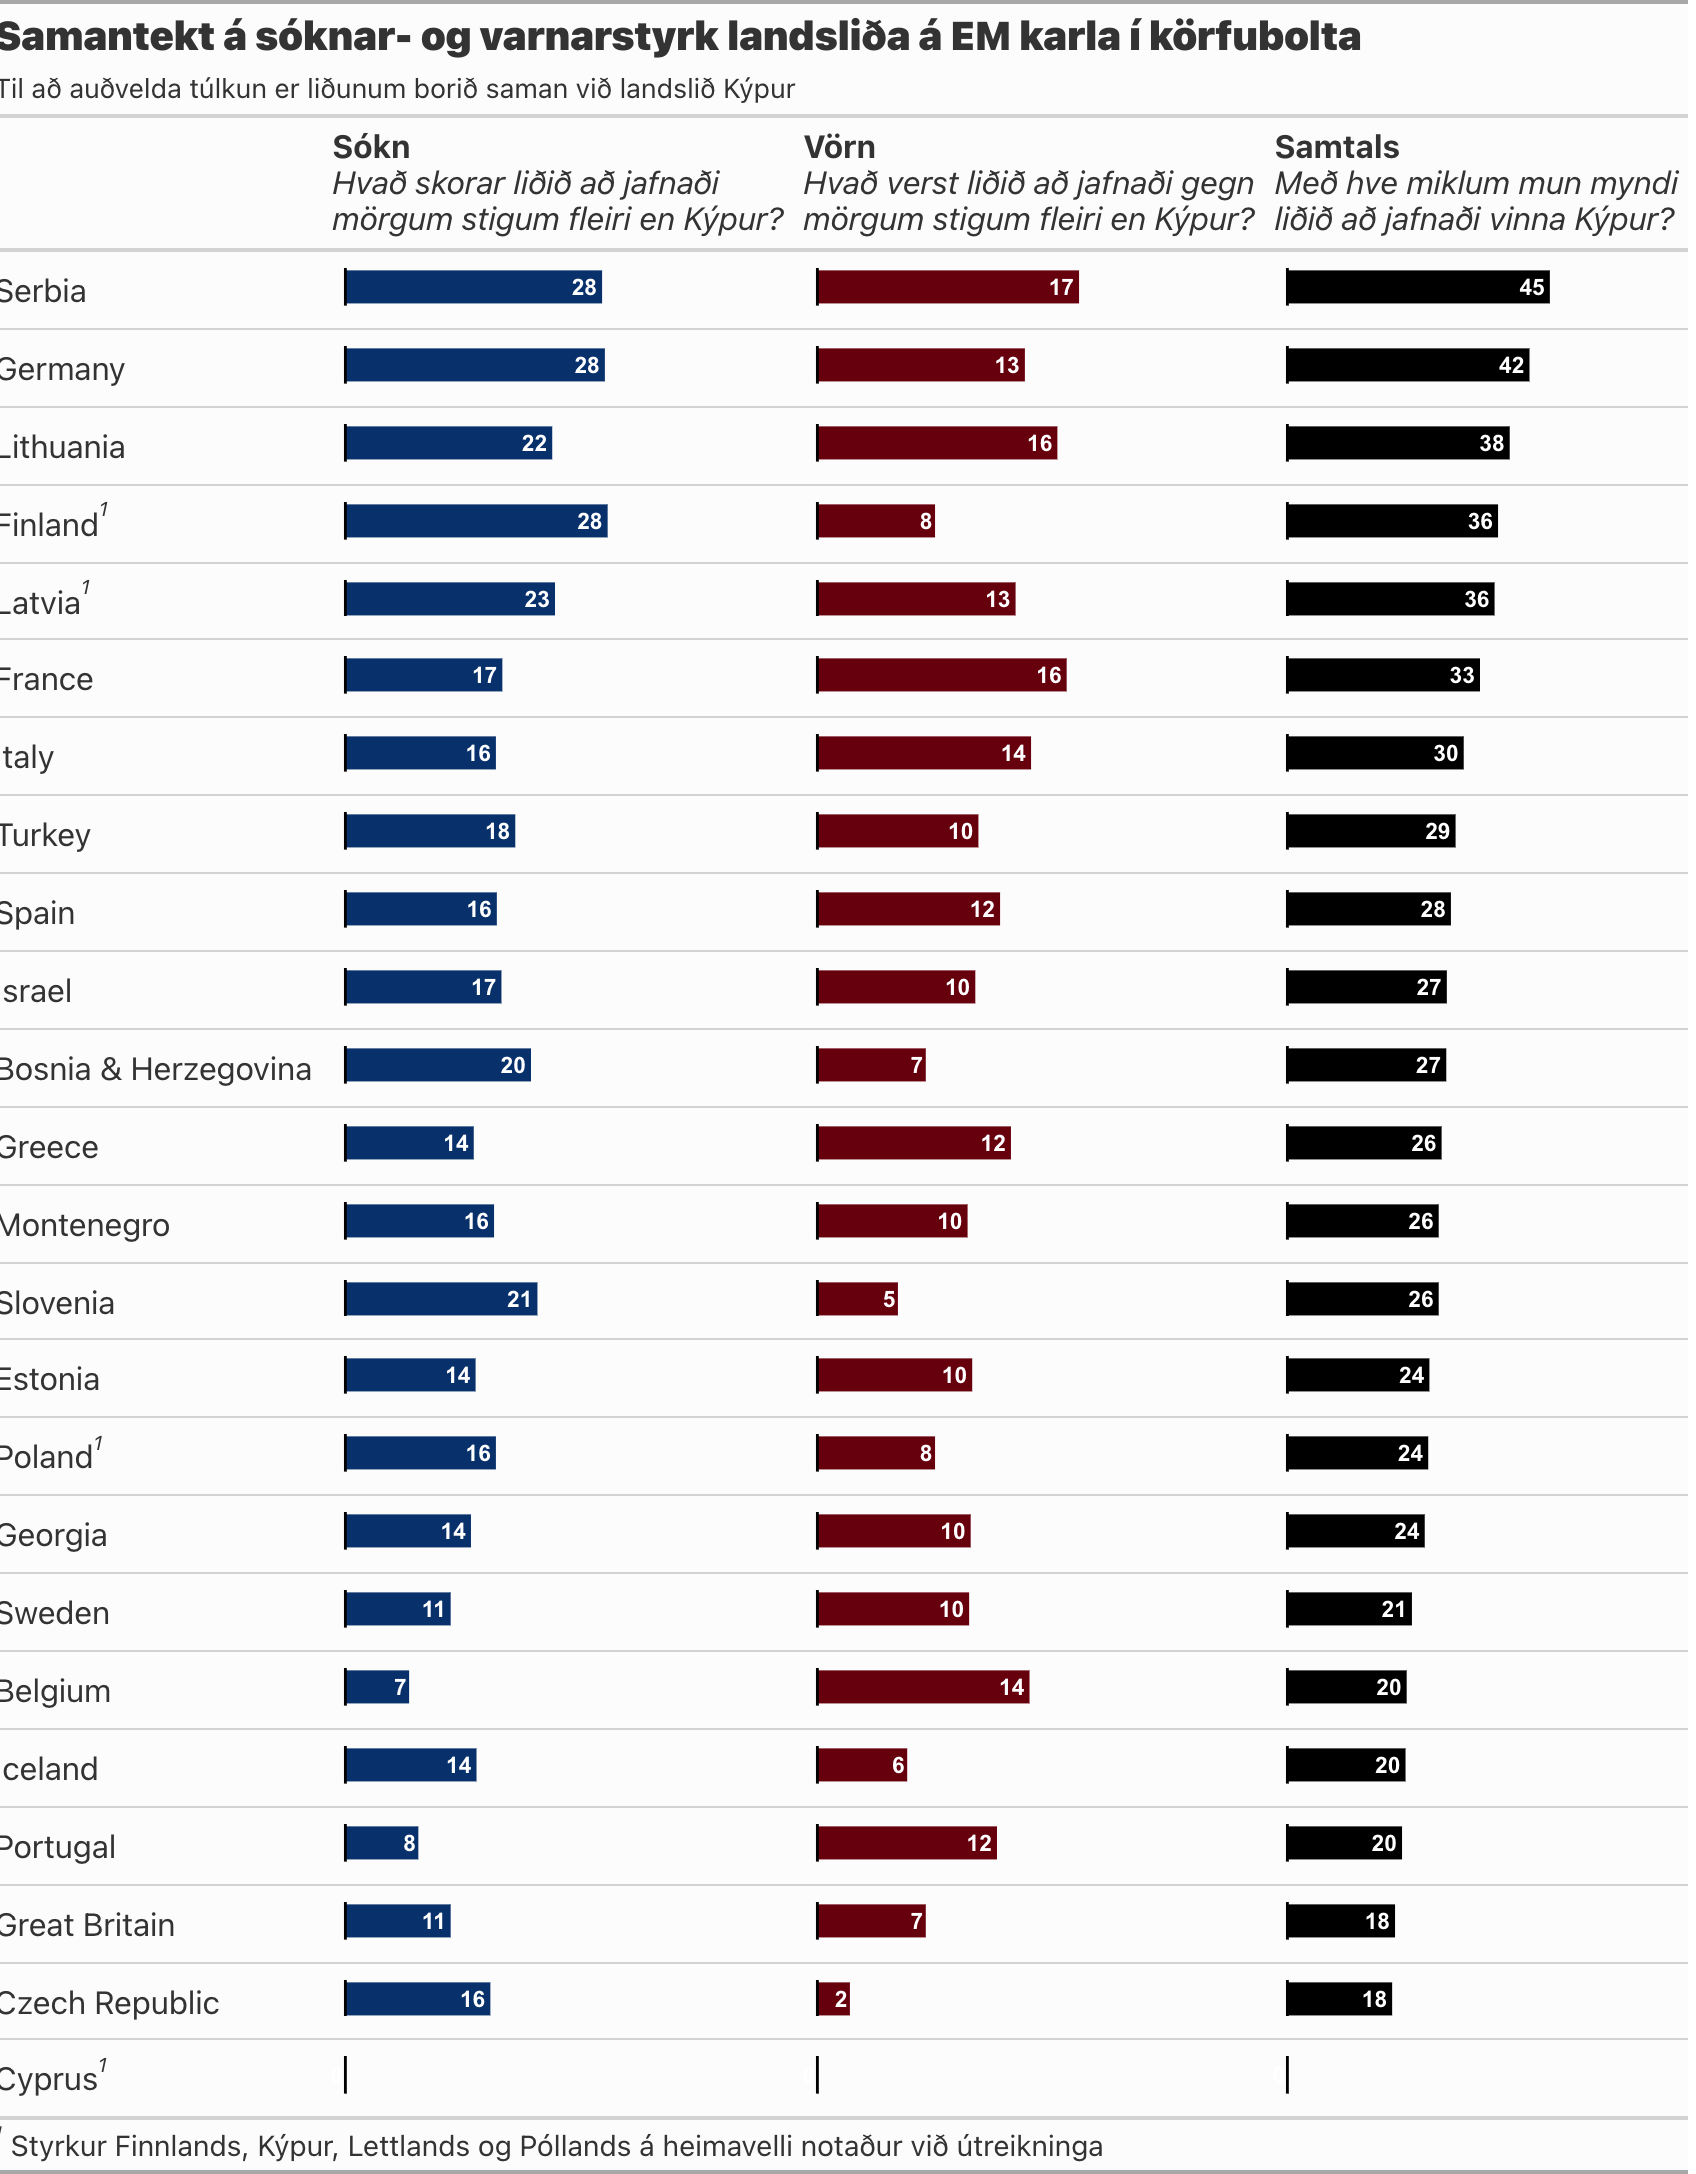 Samantekt á sóknar- og varnarstyrk landsliða á EM karla í körfubolta
Til að auðvelda túlkun er liðunum borið saman við landslið Kýpur
Sókn Vörn Samtals
Hvað skorar liðið að jafnaði Hvað verst liðið að jafnaði gegn Með hve miklum mun myndi
mörgum stigum fleiri en Kýpur? mörgum stigum fleiri en Kýpur? liðið að jafnaði vinna Kýpur?
Serbia 28 17 45
Germany 28 13 42
Lithuania 22 16 38
Finland¹ 28 8 36
Latvia¹ 23 13 36
France 17 16 33
Italy 16 14 30
Turkey 18 10 29
Spain 16 12 28
Israel 17 10 27
Bosnia & Herzegovina 20 7 27
Greece 14 12 26
Montenegro 16 10 26
Slovenia 21 5 26
Estonia 14 10 24
Poland¹ 16 8 24
Georgia 14 10 24
Sweden 11 10 21
Belgium 7 14 20
Iceland 14 6 20
Portugal 8 12 20
Great Britain 11 7 18
Czech Republic 16 2 18
Cyprus¹
¹ Styrkur Finnlands, Kýpur, Lettlands og Póllands á heimavelli notaður við útreikninga